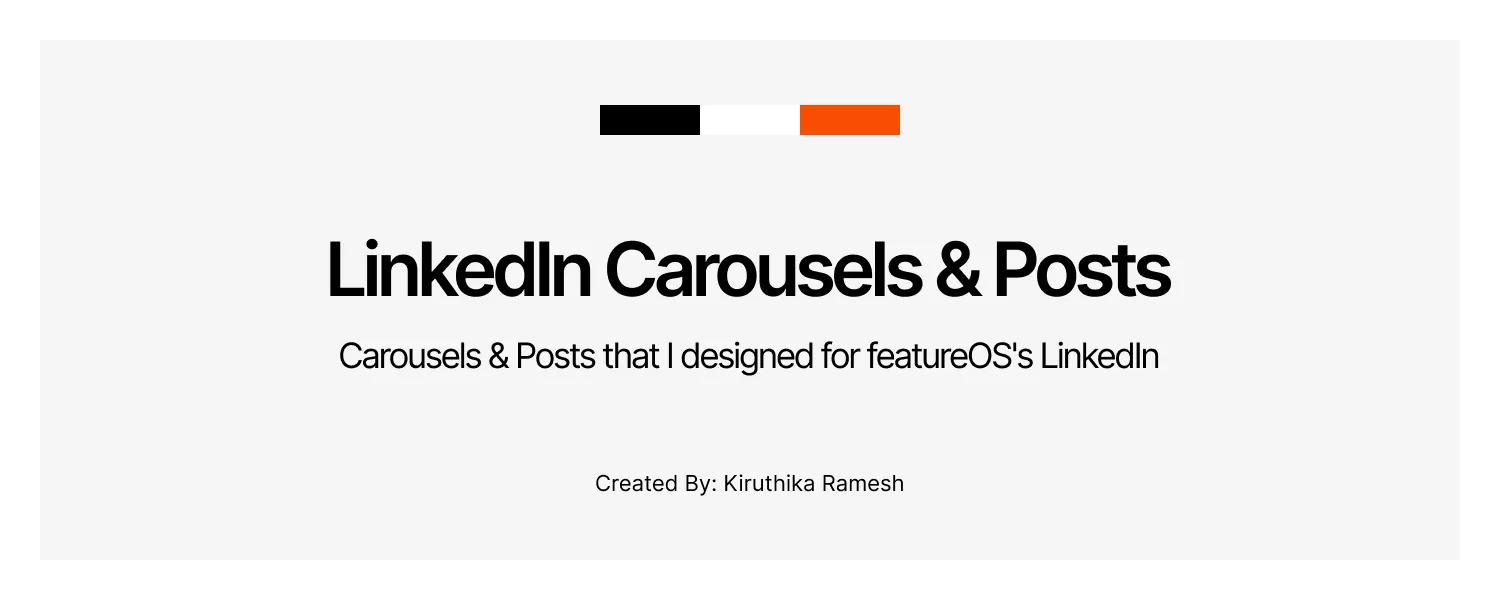 LinkedIn Carousels & Posts
Carousels & Posts that I designed for featureOS's LinkedIn
Created By: Kiruthika Ramesh